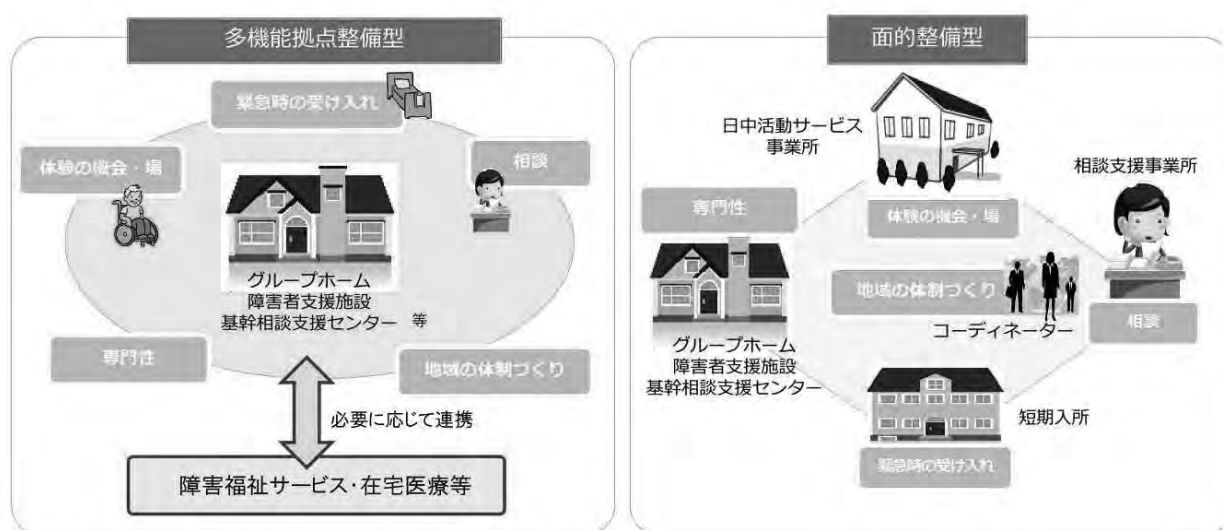 多機能拠点整備型
緊急時の受け入れ
体験の機会・場
相談
グループホーム
障害者支援施設
基幹相談支援センター 等
専門性
地域の体制づくり
必要に応じて連携
障害福祉サービス・在宅医療等
面的整備型
日中活動サービス
事業所
相談支援事業所
専門性
体験の機会・場
地域の体制づくり
コーディネーター
相談
グループホーム
障害者支援施設
基幹相談支援センター
短期入所
緊急時の受け入れ